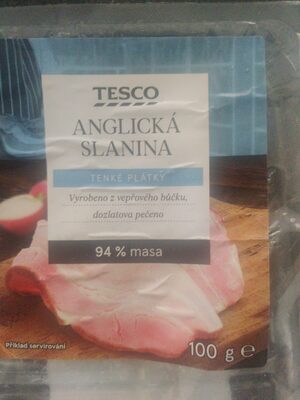 TESCO
ANGLICKÁ
SLANINA
TENKÉ PLÁTKY
Vyrobeno z vepřového bůčku,
dozlatova pečeno
94 % masa
Příklad servírování
100 g ℮